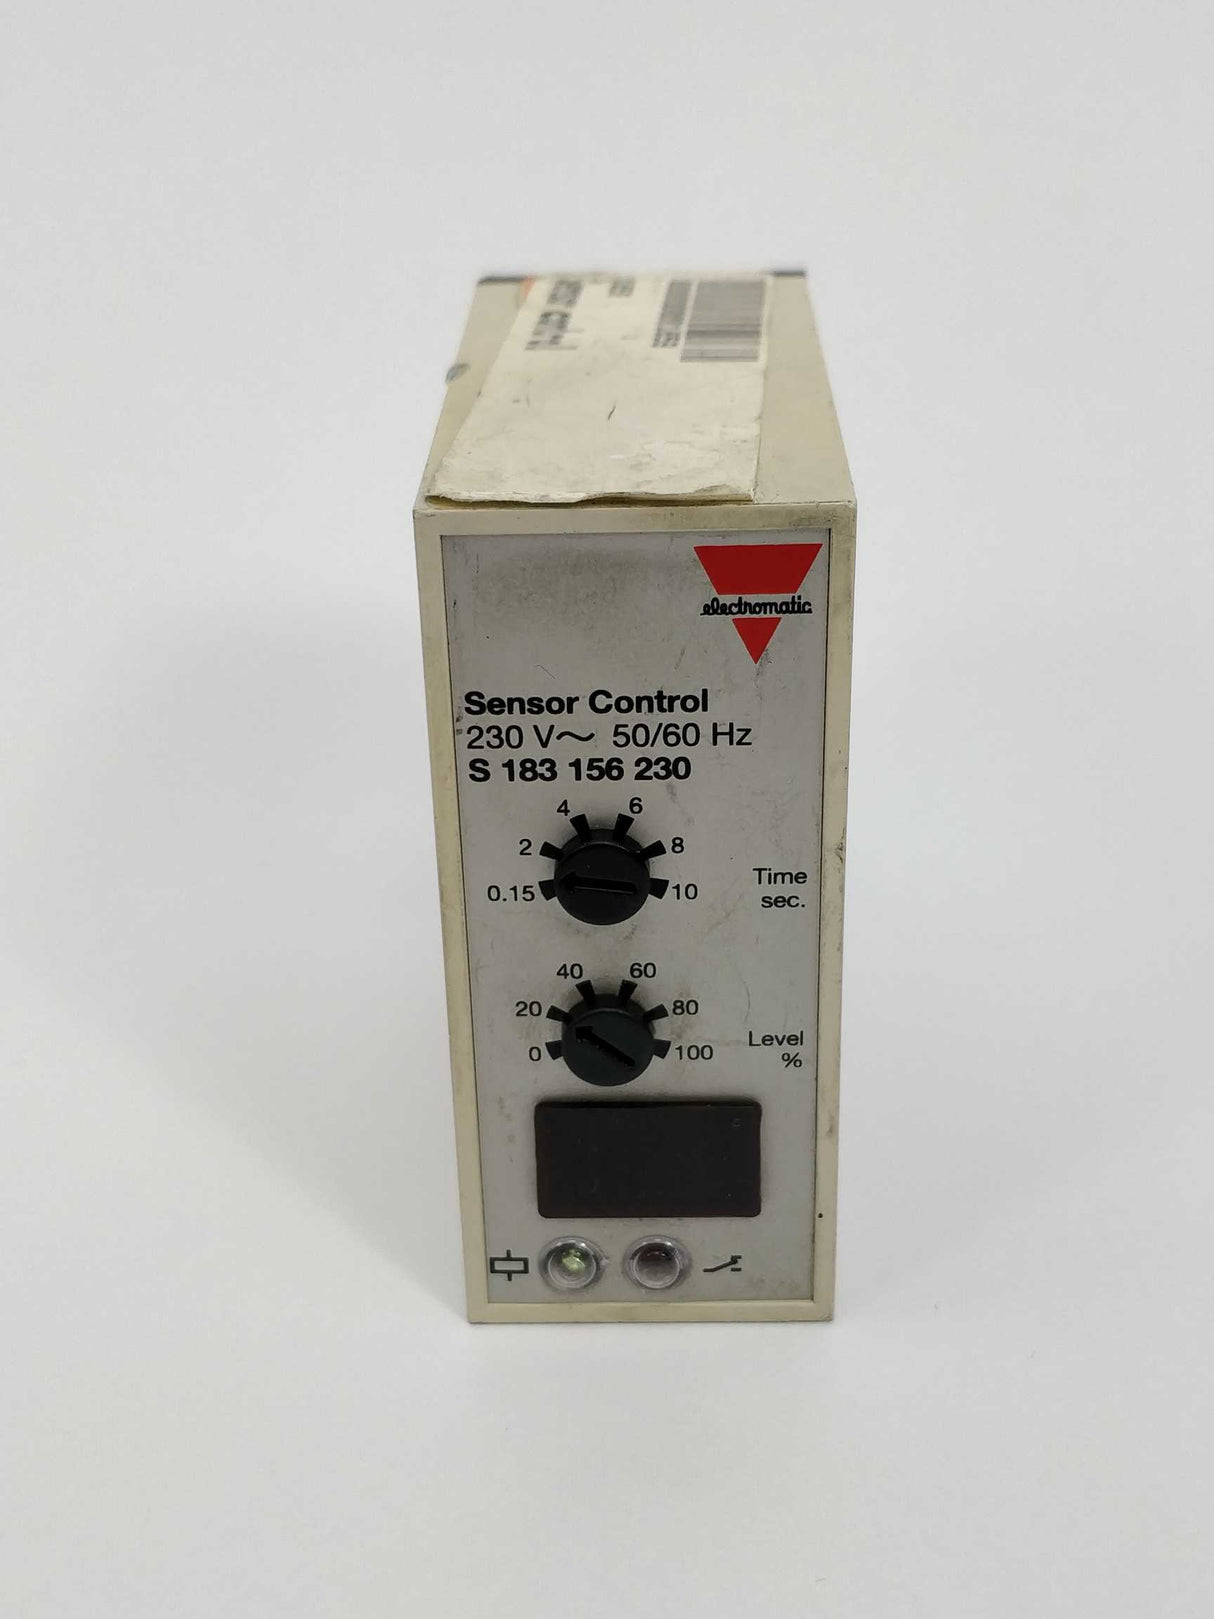 electromatic
Sensor Control
230 V~ 50/60 Hz
S 183 156 230
4 6
2 8
0.15 10
Time
sec.
40 60
20 80
0 100
Level
%